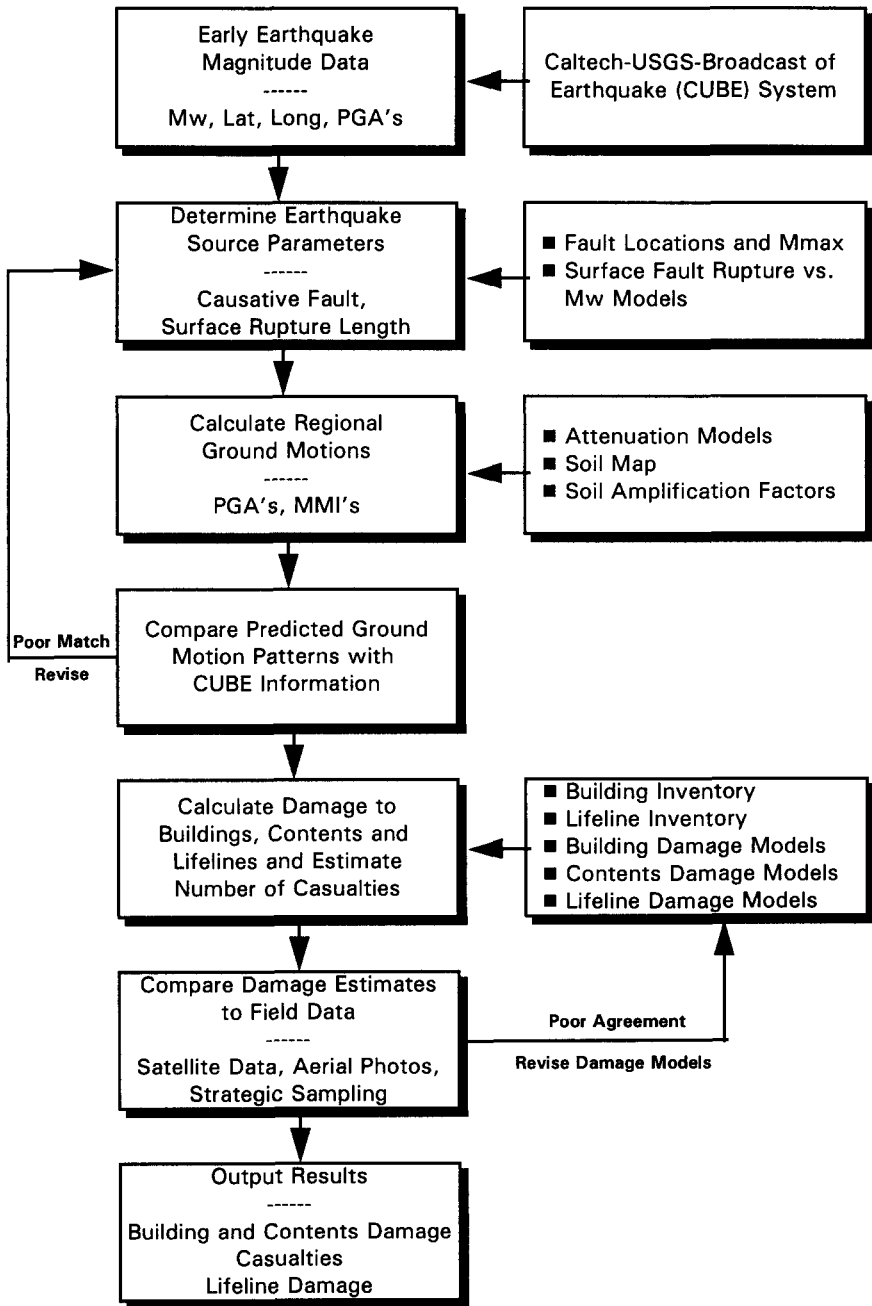 Early Earthquake
Magnitude Data
------
Mw, Lat, Long, PGA's
Caltech-USGS-Broadcast of
Earthquake (CUBE) System
Determine Earthquake
Source Parameters
------
Causative Fault,
Surface Rupture Length
■ Fault Locations and Mmax
■ Surface Fault Rupture vs.
Mw Models
Calculate Regional
Ground Motions
------
PGA's, MMI's
■ Attenuation Models
■ Soil Map
■ Soil Amplification Factors
Compare Predicted Ground
Motion Patterns with
CUBE Information
Poor Match
Revise
Calculate Damage to
Buildings, Contents and
Lifelines and Estimate
Number of Casualties
■ Building Inventory
■ Lifeline Inventory
■ Building Damage Models
■ Contents Damage Models
■ Lifeline Damage Models
Compare Damage Estimates
to Field Data
------
Satellite Data, Aerial Photos,
Strategic Sampling
Poor Agreement
Revise Damage Models
Output Results
------
Building and Contents Damage
Casualties
Lifeline Damage